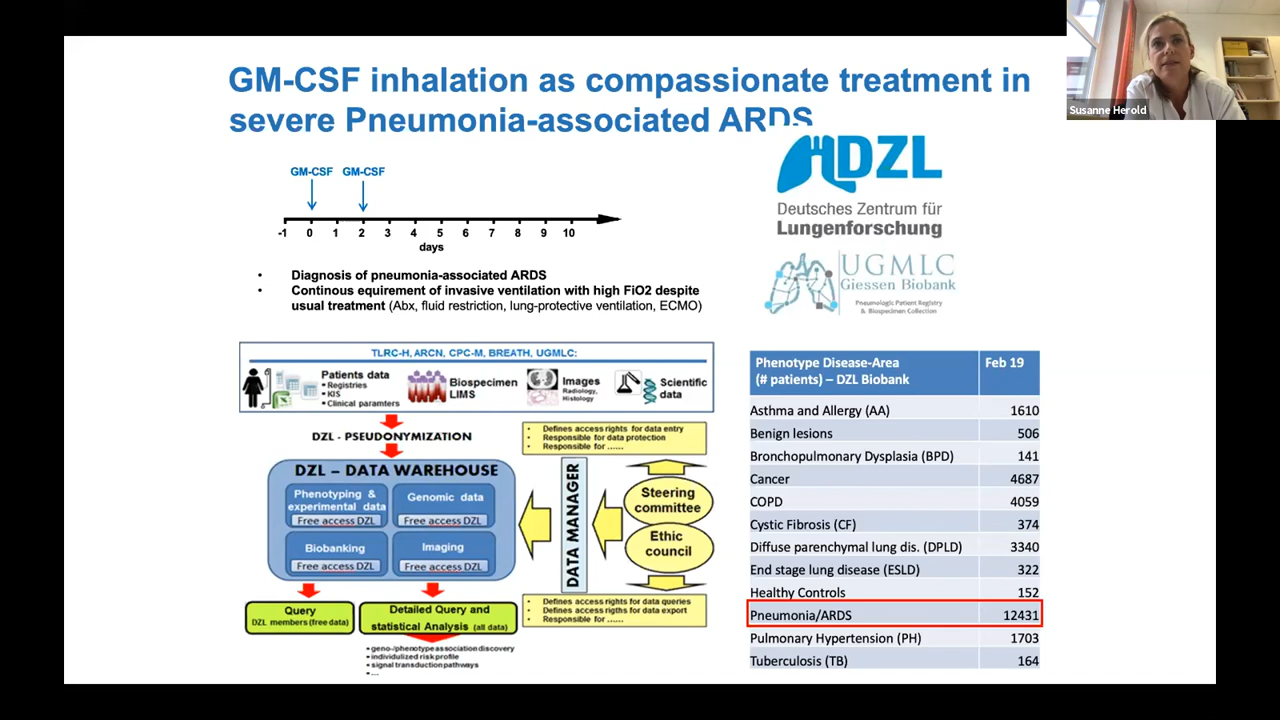 GM-CSF inhalation as compassionate treatment in
severe Pneumonia-associated ARDS
Susanne Herold
GM-CSF GM-CSF
-1 0 1 2 3 4 5 6 7 8 9 10
days
• Diagnosis of pneumonia-associated ARDS
• Continous equirement of invasive ventilation with high FiO2 despite
usual treatment (Abx, fluid restriction, lung-protective ventilation, ECMO)
DZL
Deutsches Zentrum für
Lungenforschung
UGMLC
Giessen Biobank
Pneumologic Patient Registry
& Biospecimen Collection
TLRC-H, ARCN, CPC-M, BREATH, UGMLC:
Patients data
▪ Registries
▪ KIS
▪ Clinical paramters
Biospecimen
LIMS
Images
Radiology,
Histology
Scientific
data
DZL - PSEUDONYMIZATION
• Defines access rights for data entry
• Responsible for data protection
• Responsible for ......
DZL – DATA WAREHOUSE
Phenotyping &
experimental data
Free access DZL
Genomic data
Free access DZL
Biobanking
Free access DZL
Imaging
Free access DZL
DATA MANAGER
Steering
committee
Ethic
council
• Defines access rights for data queries
• Defines access rigths for data export
• Responsible for ......
Query
DZL members (free data)
Detailed Query and
statistical Analysis (all data)
• geno-/phenotype association discovery
• individulized risk profile
• signal transduction pathways
• ...
Phenotype Disease-Area
(# patients) – DZL Biobank
Feb 19
Asthma and Allergy (AA) 1610
Benign lesions 506
Bronchopulmonary Dysplasia (BPD) 141
Cancer 4687
COPD 4059
Cystic Fibrosis (CF) 374
Diffuse parenchymal lung dis. (DPLD) 3340
End stage lung disease (ESLD) 322
Healthy Controls 152
Pneumonia/ARDS 12431
Pulmonary Hypertension (PH) 1703
Tuberculosis (TB) 164